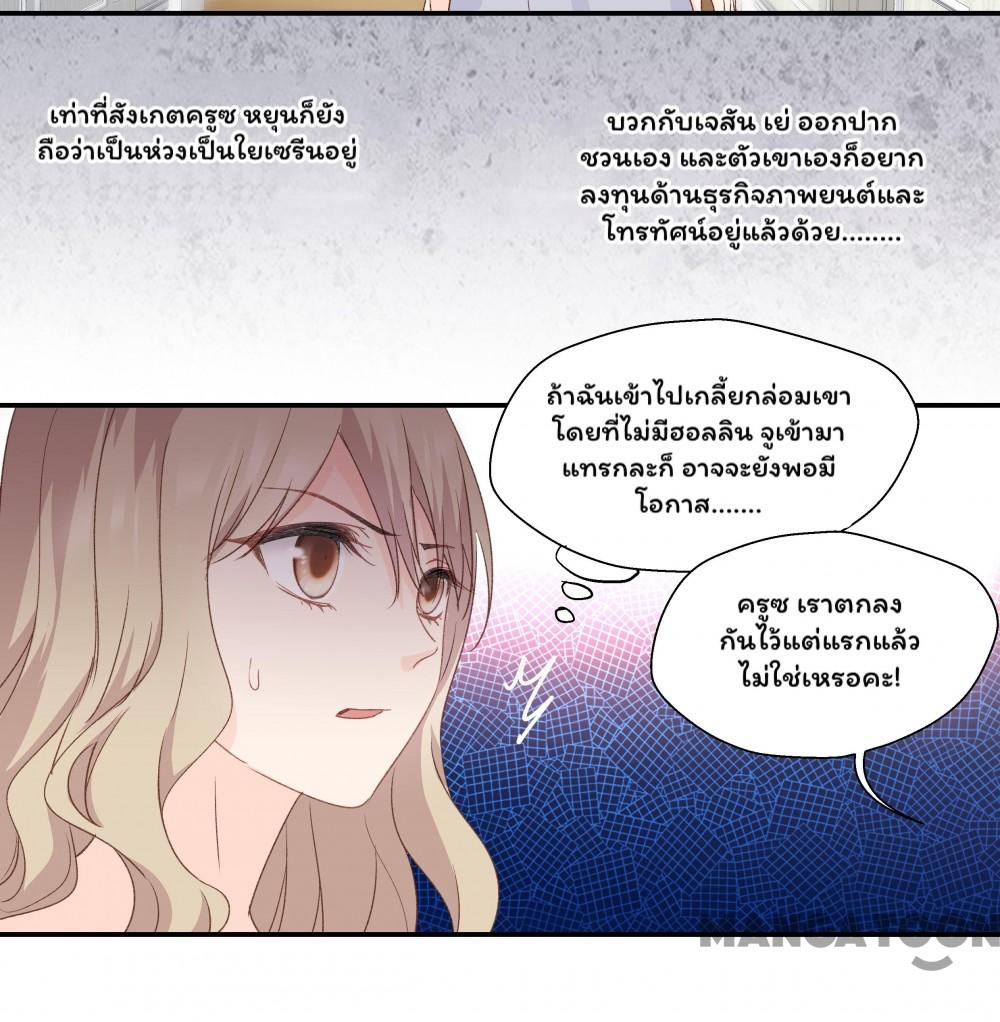 เท่าที่สังเกตครูซ หยุนก็ยัง
ถือว่าเป็นห่วงเป็นใยเซรีนอยู่
บวกกับเจสัน เย่ ออกปาก
ชวนเอง และตัวเขาเองก็อยาก
ลงทุนด้านธุรกิจภาพยนต์และ
โทรทัศน์อยู่แล้วด้วย........
ถ้าฉันเข้าไปเกลี้ยกล่อมเขา
โดยที่ไม่มีฮอลลิน จูเข้ามา
แทรกละก็ อาจจะยังพอมี
โอกาส.......
ครูซ เราตกลง
กันไว้แต่แรกแล้ว
ไม่ใช่เหรอคะ!
MANGATOON